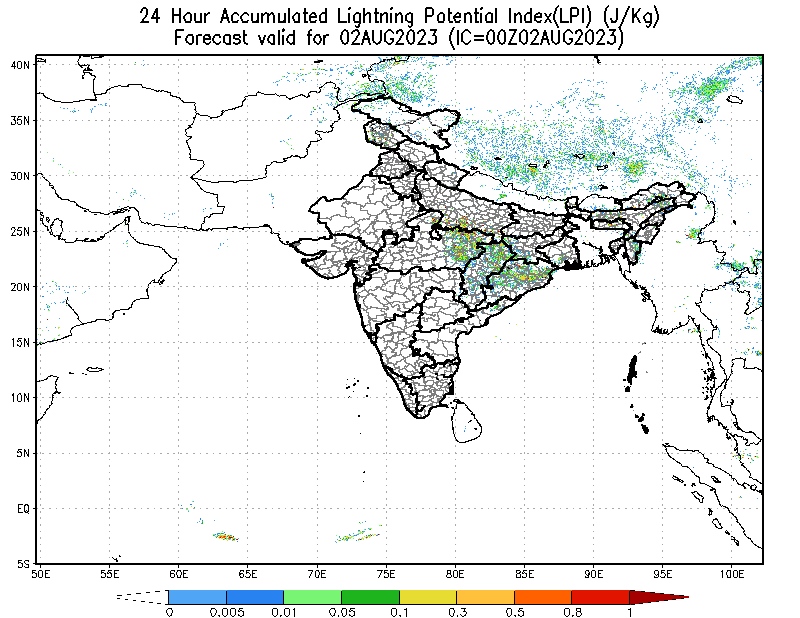 24 Hour Accumulated Lightning Potential Index(LPI) (J/Kg)
Forecast valid for 02AUG2023 (IC=00Z02AUG2023)
40N
35N
30N
25N
20N
15N
10N
5N
EQ
5S
50E 55E 60E 65E 70E 75E 80E 85E 90E 95E 100E
0 0.005 0.01 0.05 0.1 0.3 0.5 0.8 1